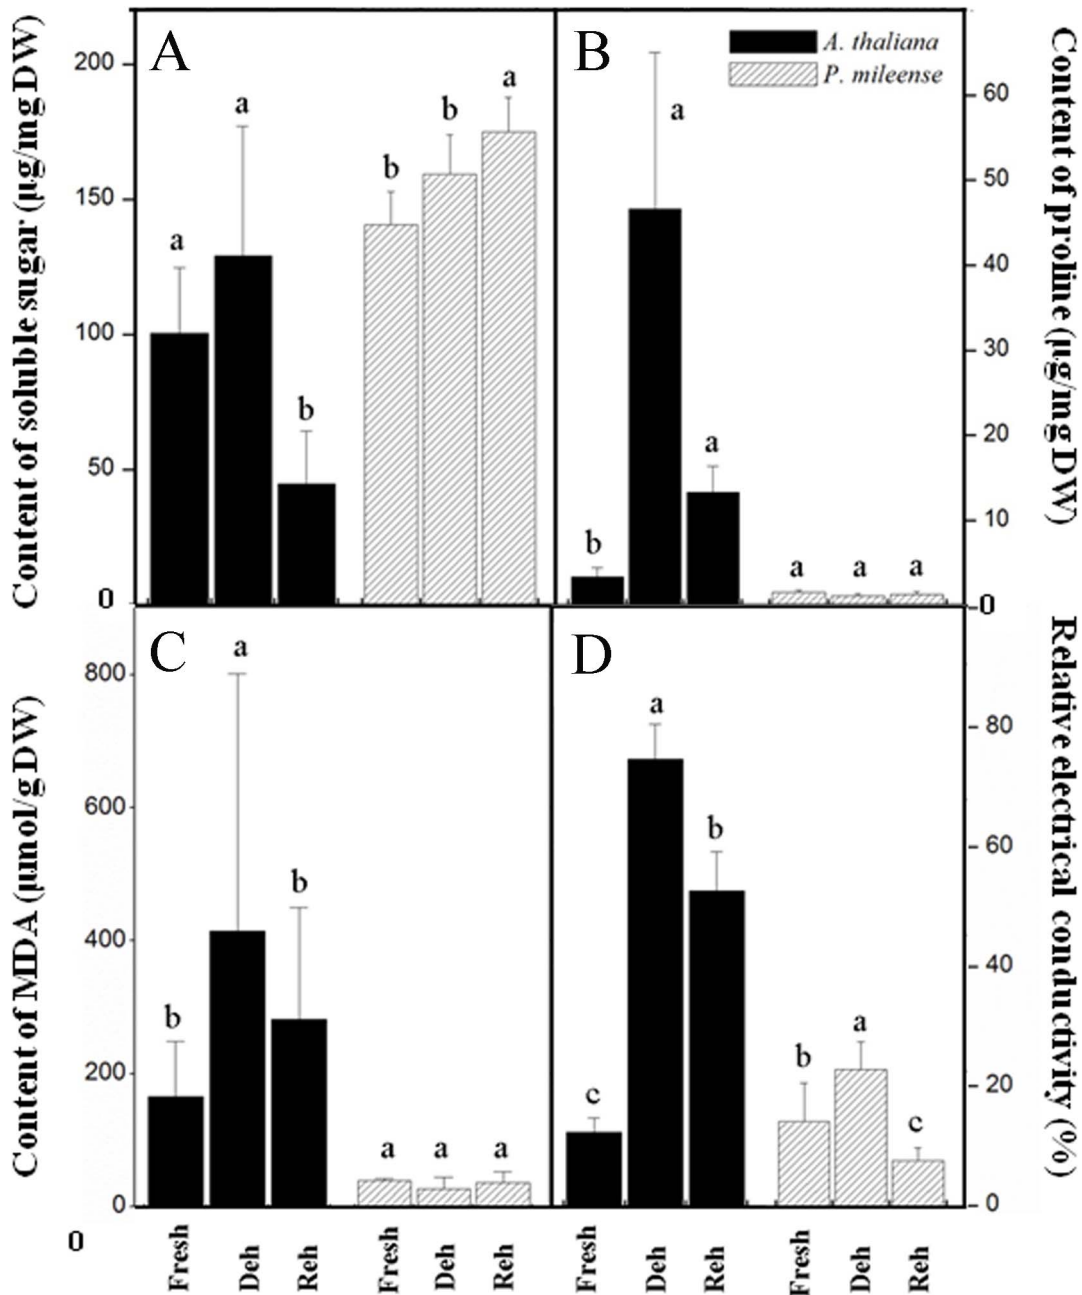 A
B
A. thaliana
P. mileense
Content of soluble sugar (μg/mg DW)
200
150
100
50
0
a
a
b
b
b
a
b
a
a
a
a
a
60
50
40
30
20
10
0
Content of proline (μg/mg DW)
C
D
Content of MDA (μmol/g DW)
800
600
400
200
0
0
b
a
b
a
a
a
c
a
b
b
a
c
80
60
40
20
0
Relative electrical conductivity (%)
Fresh
Deh
Reh
Fresh
Deh
Reh
Fresh
Deh
Reh
Fresh
Deh
Reh